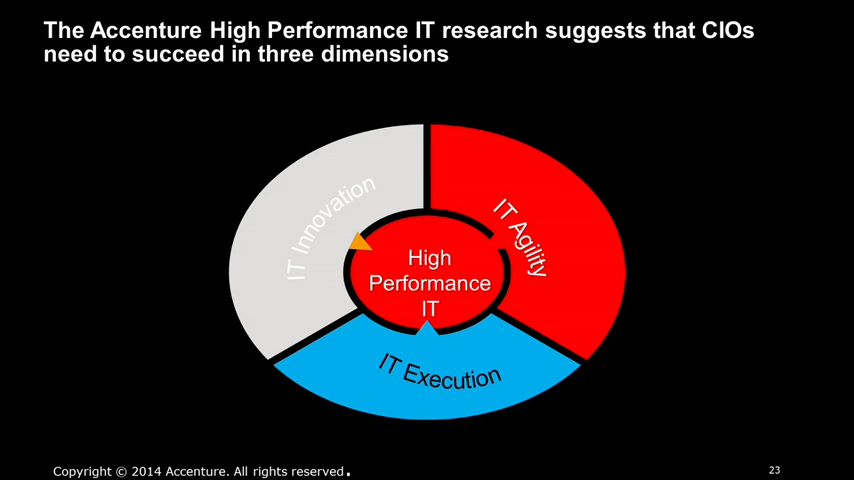 The Accenture High Performance IT research suggests that CIOs
need to succeed in three dimensions
IT Innovation
IT Agility
High
Performance
IT
IT Execution
Copyright © 2014 Accenture. All rights reserved.
23